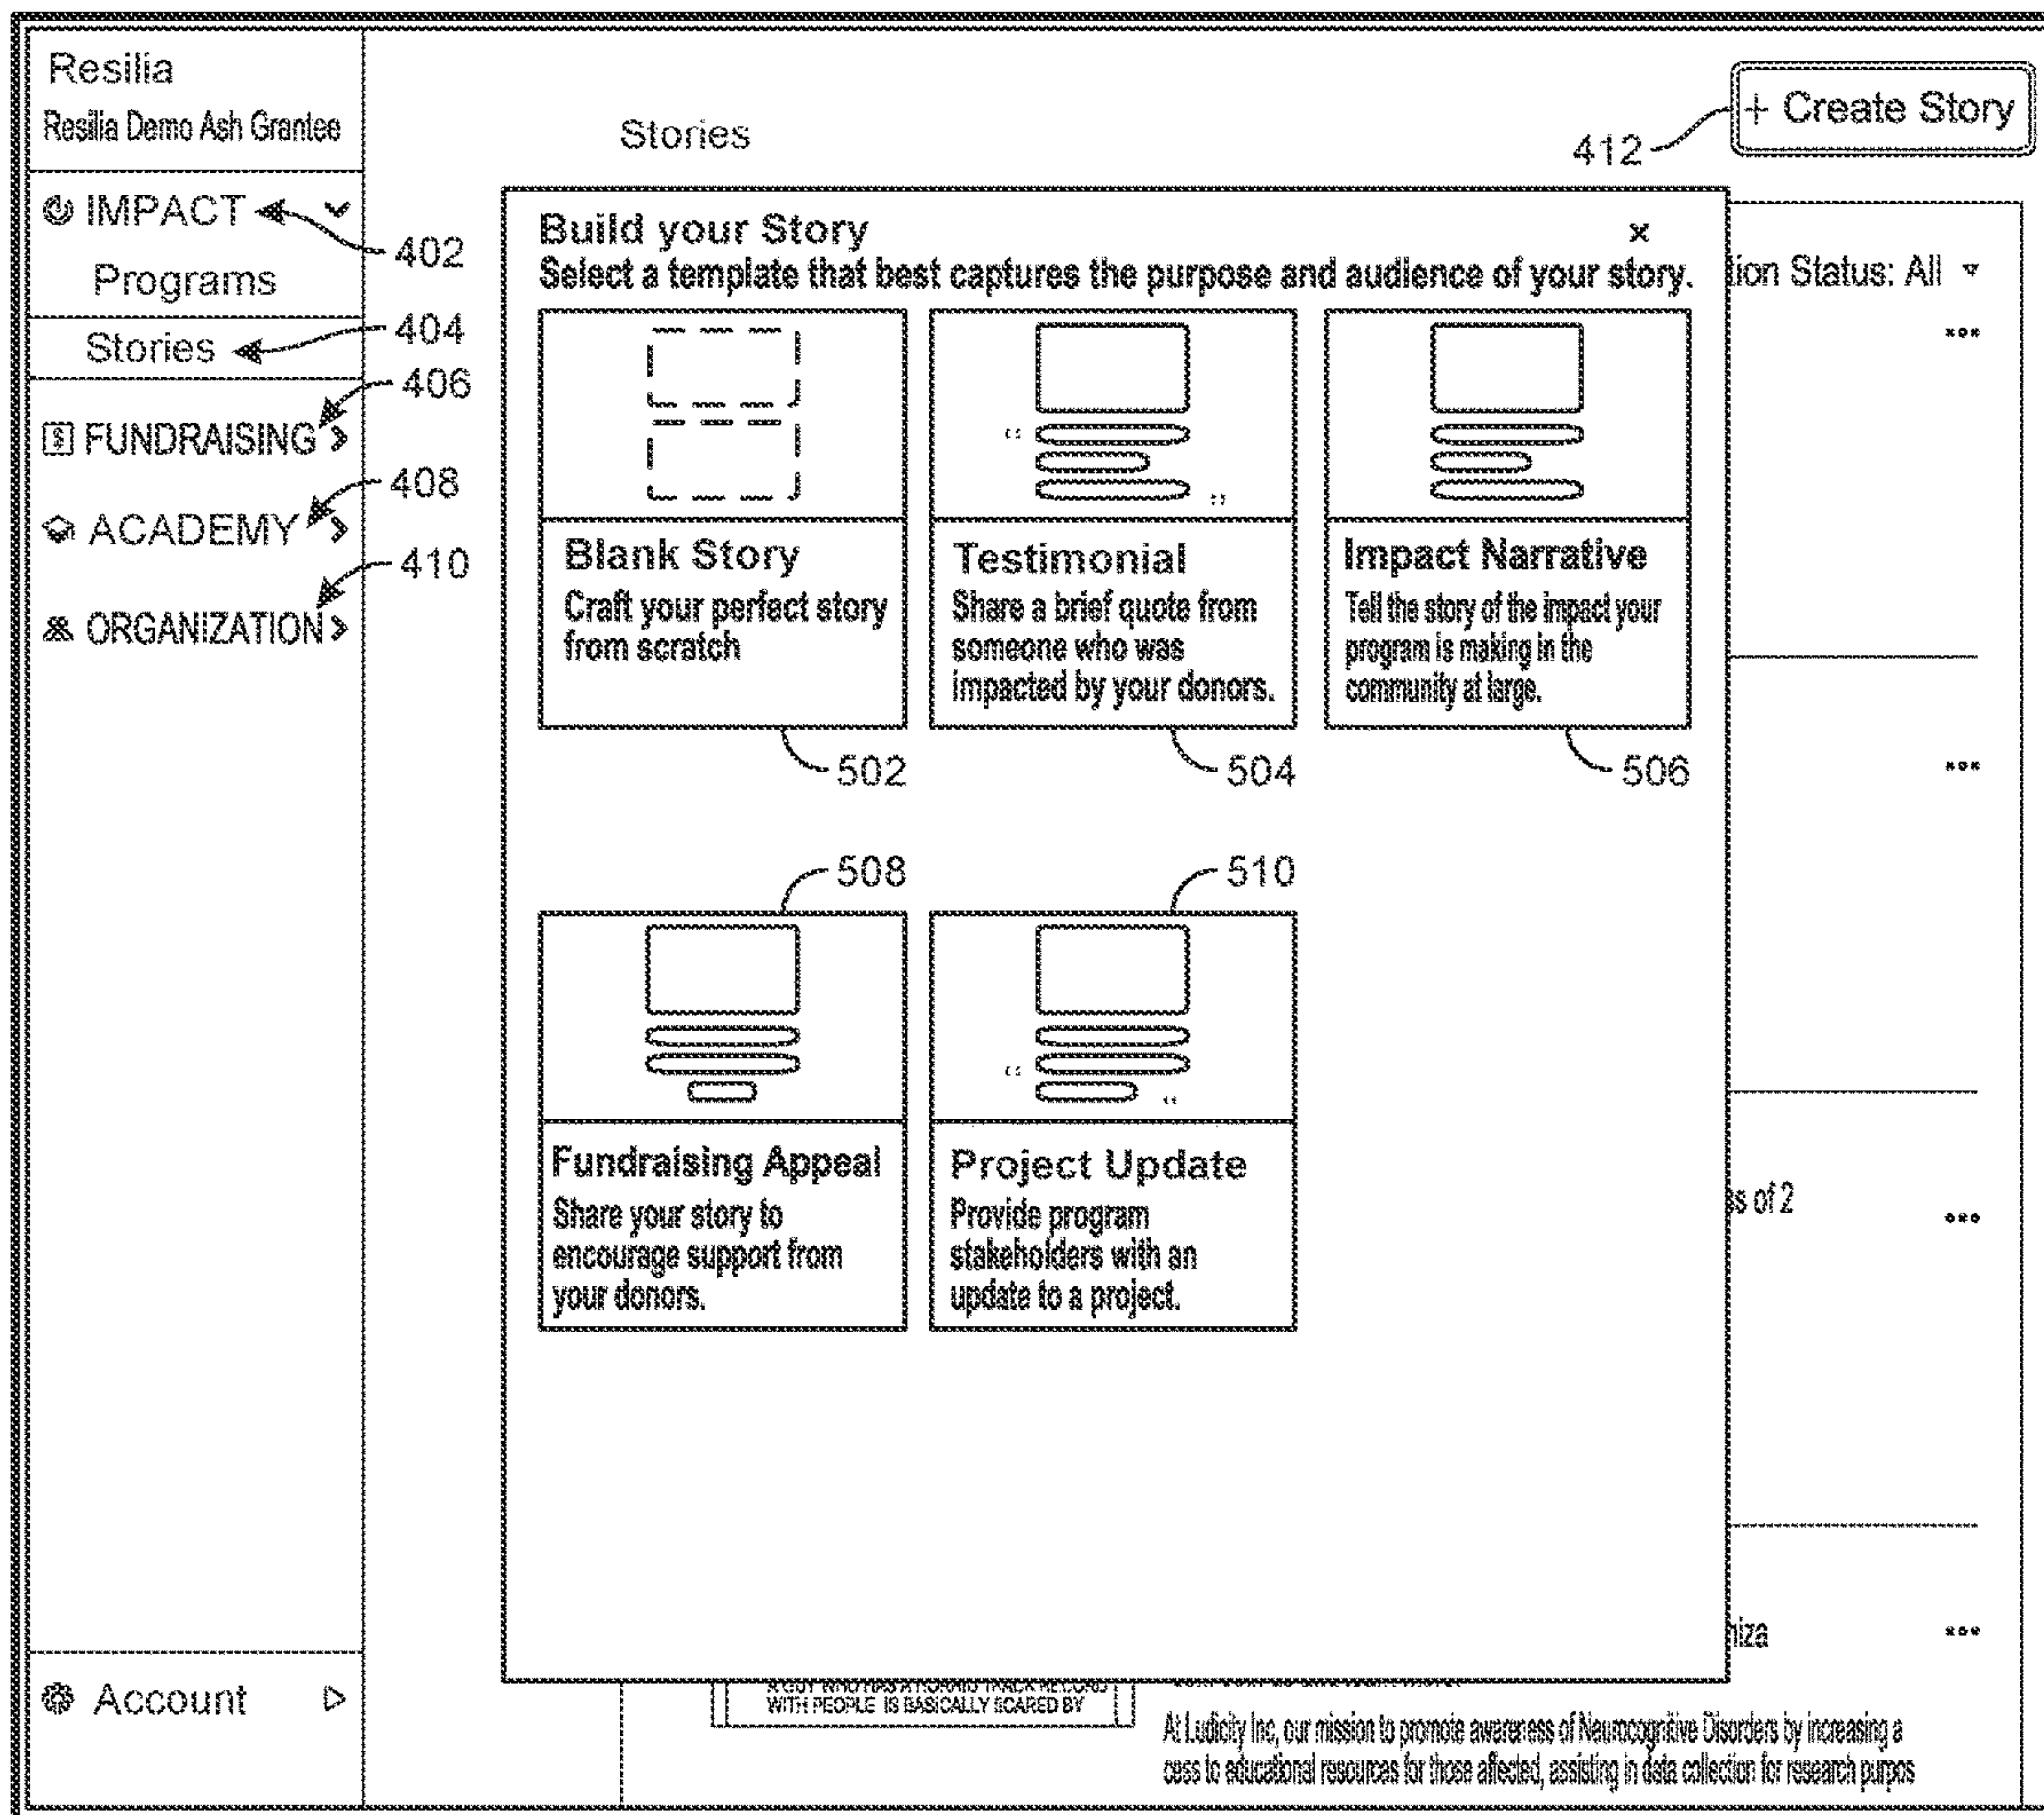 Resilia
Resilia Demo Ash Grantee
IMPACT
402
Programs
Stories
404
406
FUNDRAISING
408
ACADEMY
410
ORGANIZATION
Account
Stories
412
+ Create Story
Build your Story
x
Select a template that best captures the purpose and audience of your story.
tion Status: All
Blank Story
Craft your perfect story
from scratch
502
Testimonial
Share a brief quote from
someone who was
impacted by your donors.
504
Impact Narrative
Tell the story of the impact your
program is making in the
community at large.
506
508
Fundraising Appeal
Share your story to
encourage support from
your donors.
510
Project Update
Provide program
stakeholders with an
update to a project.
ss of 2
niza
WITH PEOPLE IS BASICALLY SCARED BY
At Ludicity Inc, our mission to promote awareness of Neurocognitive Disorders by increasing a
cess to educational resources for those affected, assisting in data collection for research purpos